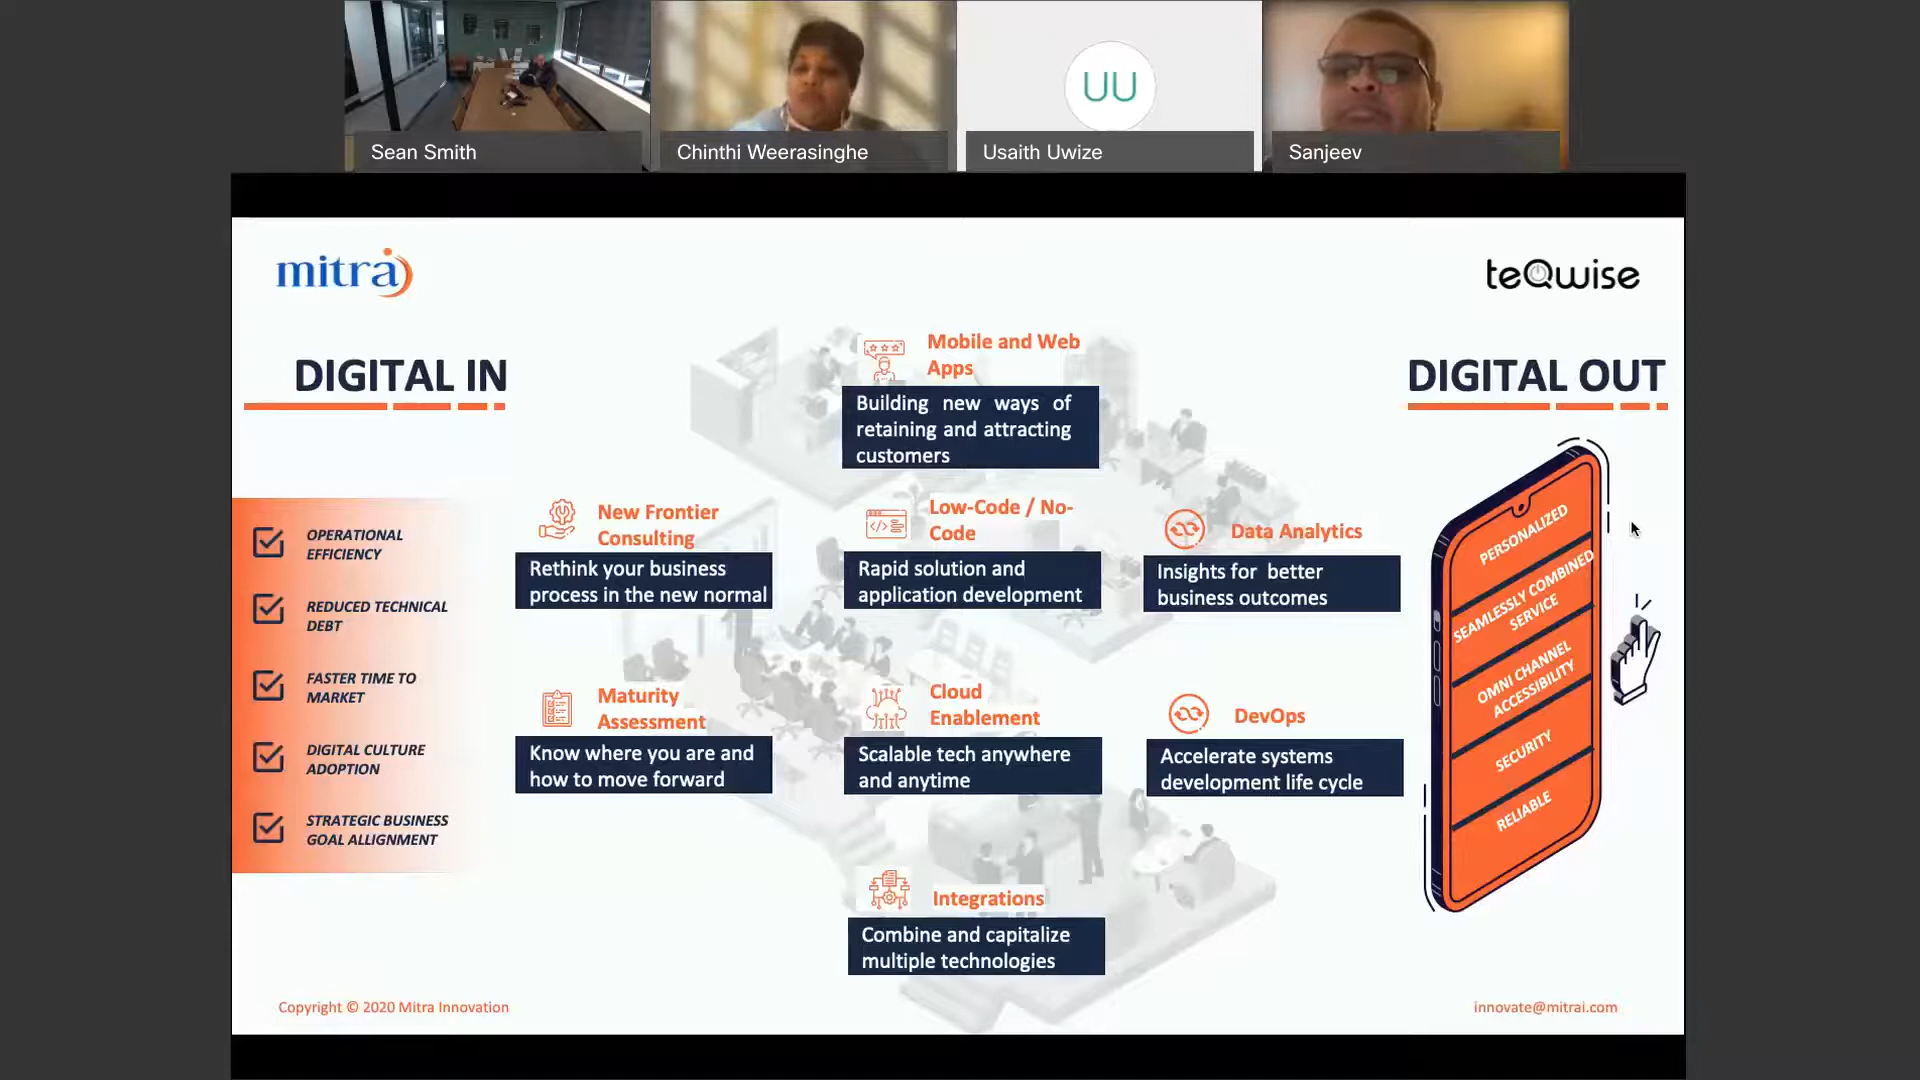 Sean Smith
Chinthi Weerasinghe
UU
Usaith Uwize
Sanjeev
mitra
teQwise
DIGITAL IN
DIGITAL OUT
OPERATIONAL
EFFICIENCY
REDUCED TECHNICAL
DEBT
FASTER TIME TO
MARKET
DIGITAL CULTURE
ADOPTION
STRATEGIC BUSINESS
GOAL ALLIGNMENT
Mobile and Web
Apps
Building new ways of
retaining and attracting
customers
New Frontier
Consulting
Rethink your business
process in the new normal
Low-Code / No-
Code
Rapid solution and
application development
Data Analytics
Insights for better
business outcomes
Maturity
Assessment
Know where you are and
how to move forward
Cloud
Enablement
Scalable tech anywhere
and anytime
DevOps
Accelerate systems
development life cycle
Integrations
Combine and capitalize
multiple technologies
PERSONALIZED
SEAMLESSLY COMBINED
SERVICE
OMNI CHANNEL
ACCESSIBILITY
SECURITY
RELIABLE
Copyright © 2020 Mitra Innovation
innovate@mitrai.com